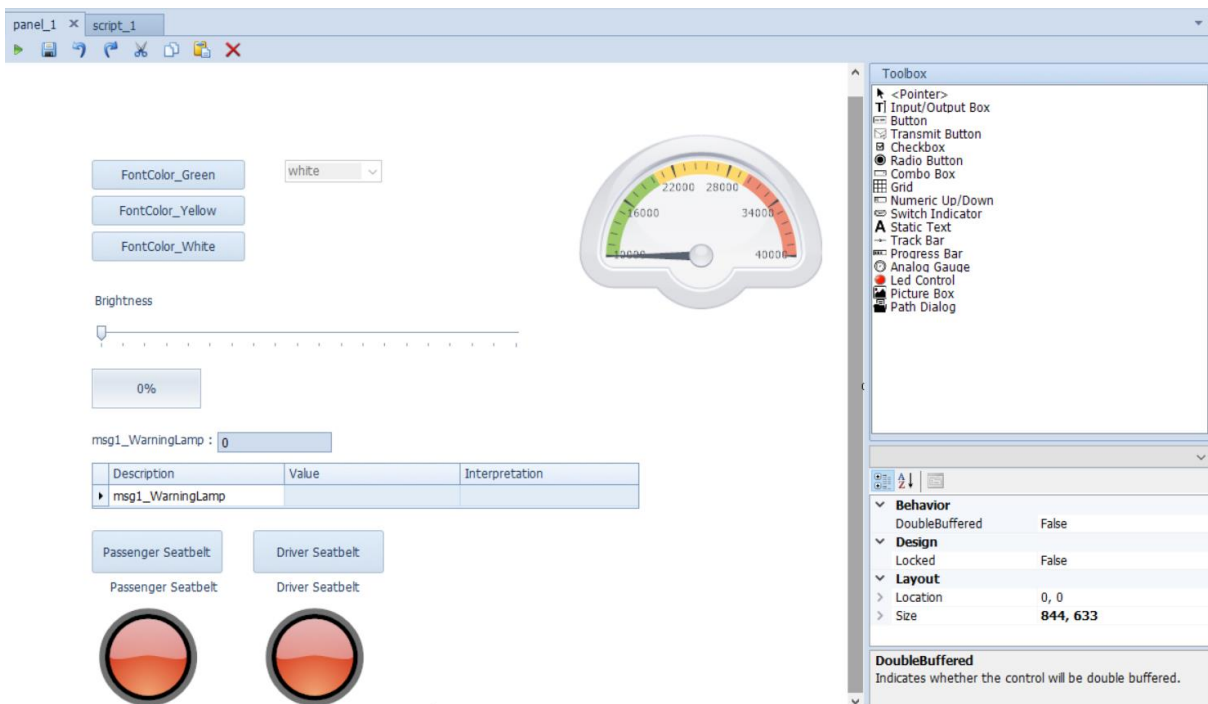 panel_1
script_1
FontColor_Green
white
FontColor_Yellow
FontColor_White
22000 28000
16000 34000
10000 40000
Brightness
0%
msg1_WarningLamp : 0
Description Value Interpretation
msg1_WarningLamp
Passenger Seatbelt Driver Seatbelt
Passenger Seatbelt Driver Seatbelt
Toolbox
<Pointer>
Input/Output Box
Button
Transmit Button
Checkbox
Radio Button
Combo Box
Grid
Numeric Up/Down
Switch Indicator
Static Text
Track Bar
Progress Bar
Analog Gauge
Led Control
Picture Box
Path Dialog
Behavior
DoubleBuffered False
Design
Locked False
Layout
Location 0, 0
Size 844, 633
DoubleBuffered
Indicates whether the control will be double buffered.